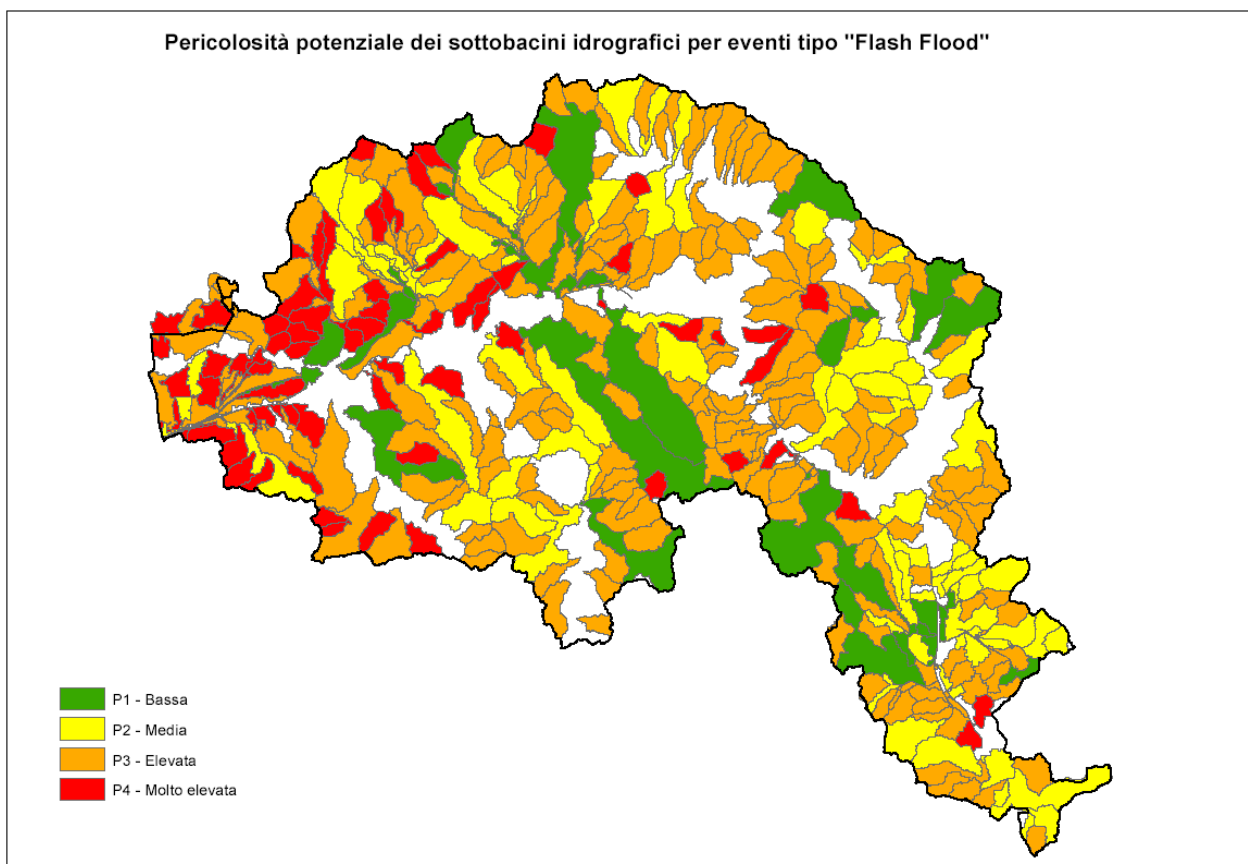 Pericolosità potenziale dei sottobacini idrografici per eventi tipo "Flash Flood"
P1 - Bassa
P2 - Media
P3 - Elevata
P4 - Molto elevata